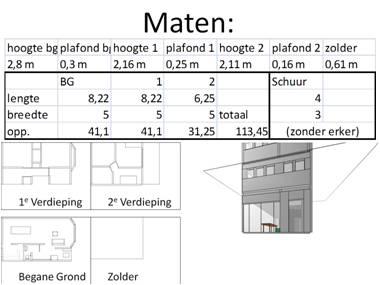 Maten:
hoogte bg plafond bg hoogte 1 plafond 1 hoogte 2 plafond 2 zolder
2,8 m 0,3 m 2,16 m 0,25 m 2,11 m 0,16 m 0,61 m
BG 1 2 Schuur
lengte 8,22 8,22 6,25 4
breedte 5 5 5 totaal 3
opp. 41,1 41,1 31,25 113,45 (zonder erker)
1e Verdieping 2e Verdieping
Begane Grond Zolder